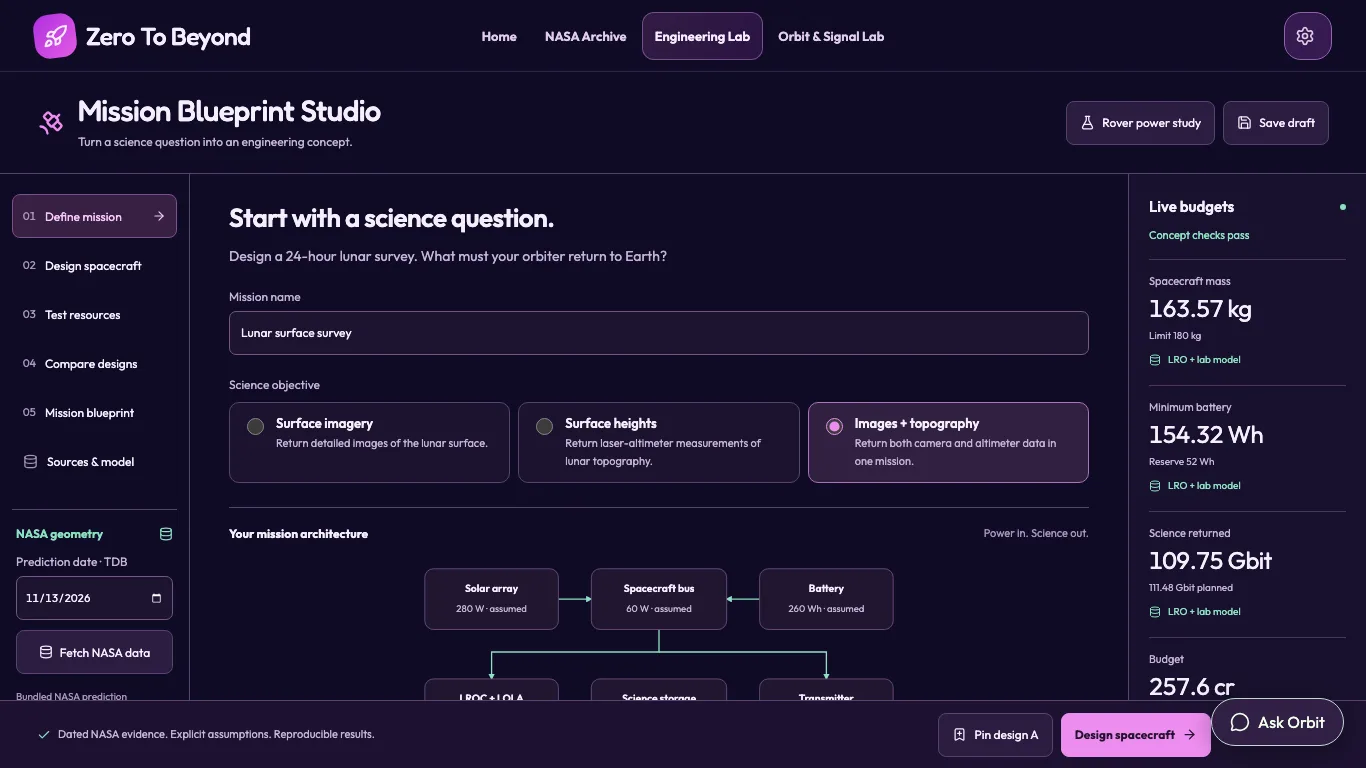 Zero To Beyond
Home
NASA Archive
Engineering Lab
Orbit & Signal Lab
Mission Blueprint Studio
Turn a science question into an engineering concept.
Rover power study
Save draft
01 Define mission
02 Design spacecraft
03 Test resources
04 Compare designs
05 Mission blueprint
Sources & model
NASA geometry
Prediction date · TDB
11/13/2026
Fetch NASA data
Bundled NASA prediction
Start with a science question.
Design a 24-hour lunar survey. What must your orbiter return to Earth?
Mission name
Lunar surface survey
Science objective
Surface imagery
Return detailed images of the lunar surface.
Surface heights
Return laser-altimeter measurements of
lunar topography.
Images + topography
Return both camera and altimeter data in
one mission.
Your mission architecture
Power in. Science out.
Solar array
280 W · assumed
Spacecraft bus
60 W · assumed
Battery
260 Wh · assumed
LROC + LOLA
Science storage
Transmitter
Live budgets
Concept checks pass
Spacecraft mass
163.57 kg
Limit 180 kg
LRO + lab model
Minimum battery
154.32 Wh
Reserve 52 Wh
LRO + lab model
Science returned
109.75 Gbit
111.48 Gbit planned
LRO + lab model
Budget
257.6 cr
Dated NASA evidence. Explicit assumptions. Reproducible results.
Pin design A
Design spacecraft
Ask Orbit